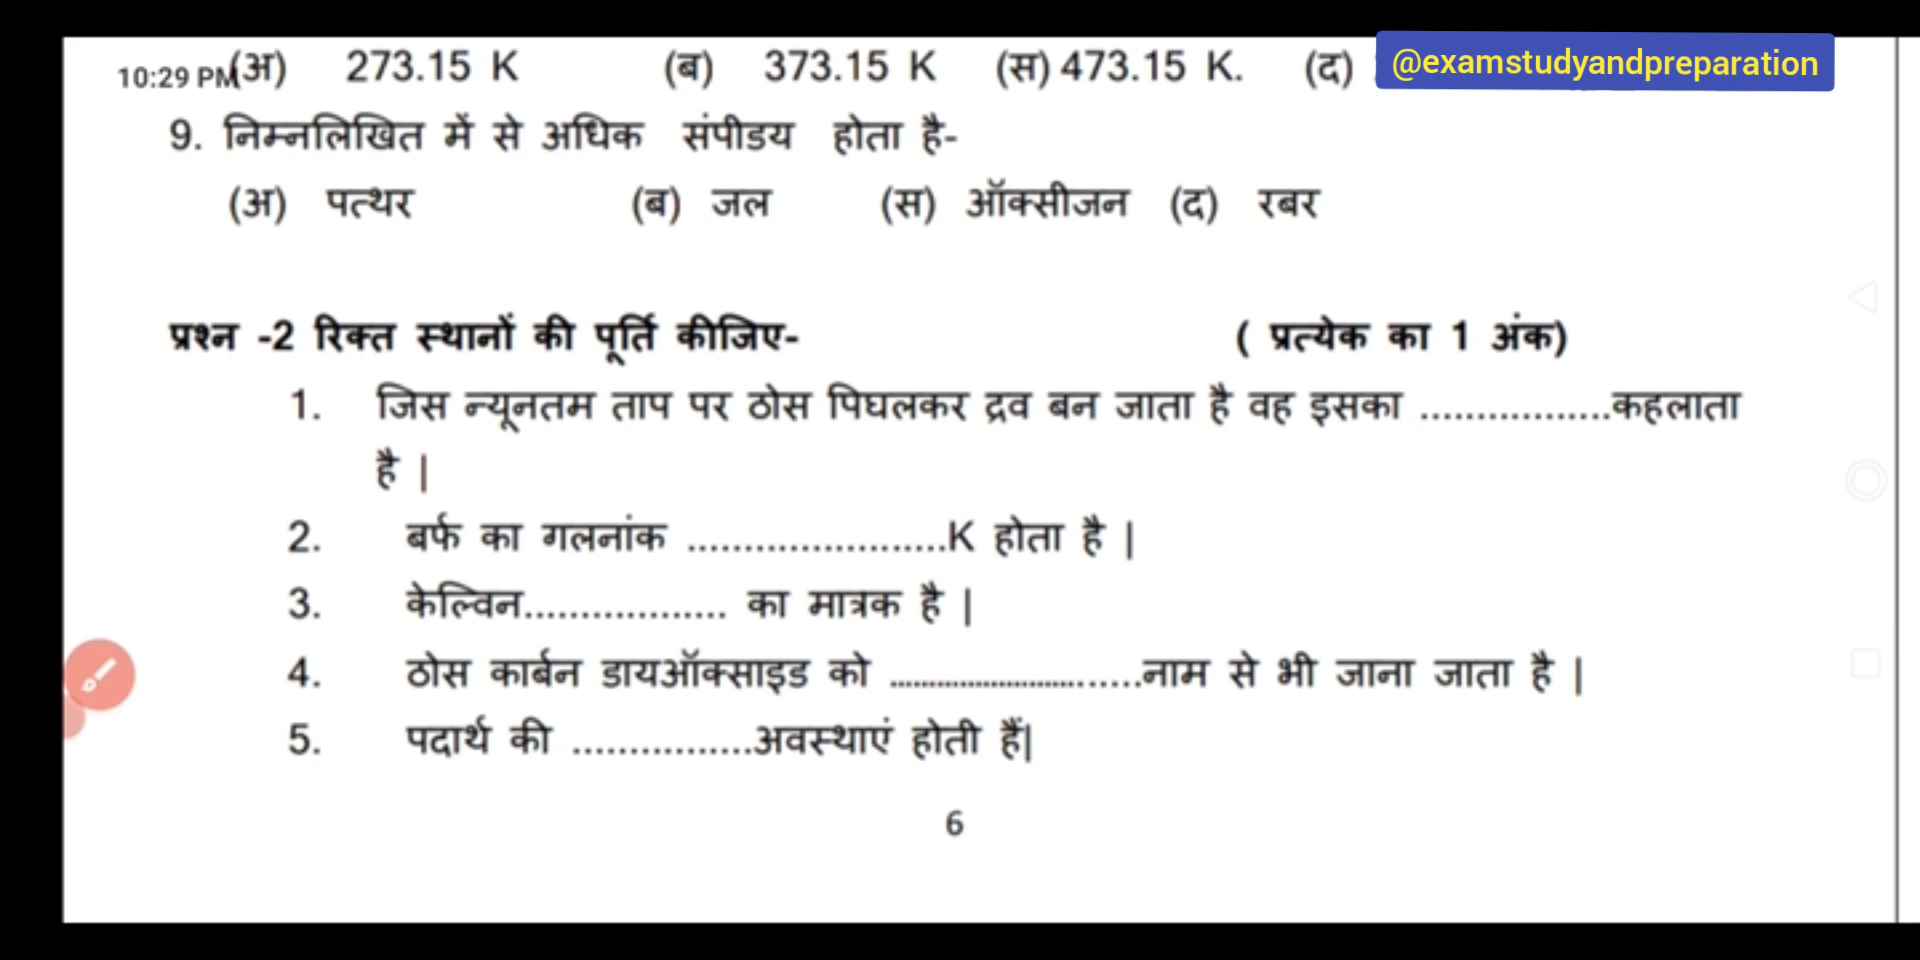 10:29 PM (अ) 273.15 K (ब) 373.15 K (स) 473.15 K. (द) @examstudyandpreparation
9. निम्नलिखित में से अधिक संपीडय होता है-
(अ) पत्थर (ब) जल (स) ऑक्सीजन (द) रबर
प्रश्न -2 रिक्त स्थानों की पूर्ति कीजिए- ( प्रत्येक का 1 अंक)
1. जिस न्यूनतम ताप पर ठोस पिघलकर द्रव बन जाता है वह इसका .................कहलाता
है |
2. बर्फ का गलनांक .......................K होता है |
3. केल्विन.................. का मात्रक है |
4. ठोस कार्बन डायऑक्साइड को ..............................नाम से भी जाना जाता है |
5. पदार्थ की ................अवस्थाएं होती हैं|
6